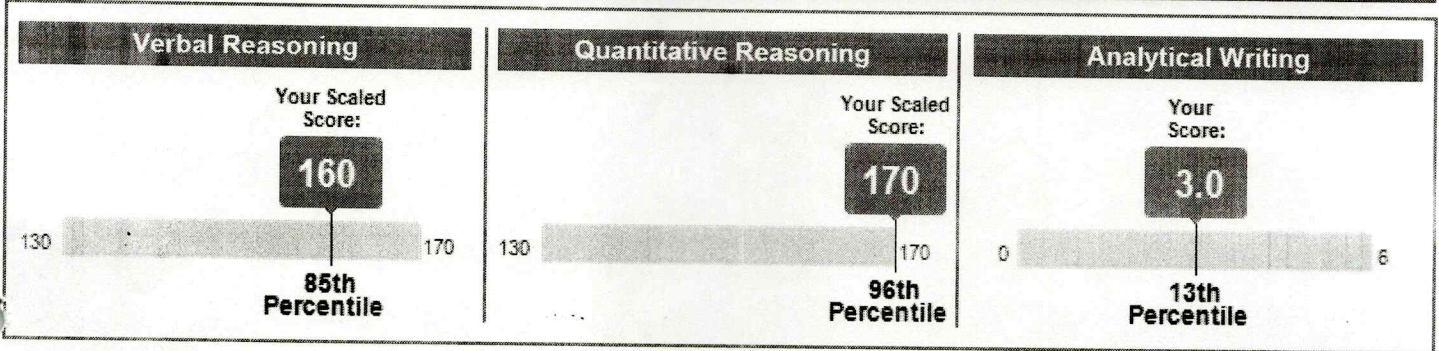 Verbal Reasoning
Your Scaled
Score:
160
130
170
85th
Percentile
Quantitative Reasoning
Your Scaled
Score:
170
130
170
96th
Percentile
Analytical Writing
Your
Score:
3.0
0
6
13th
Percentile